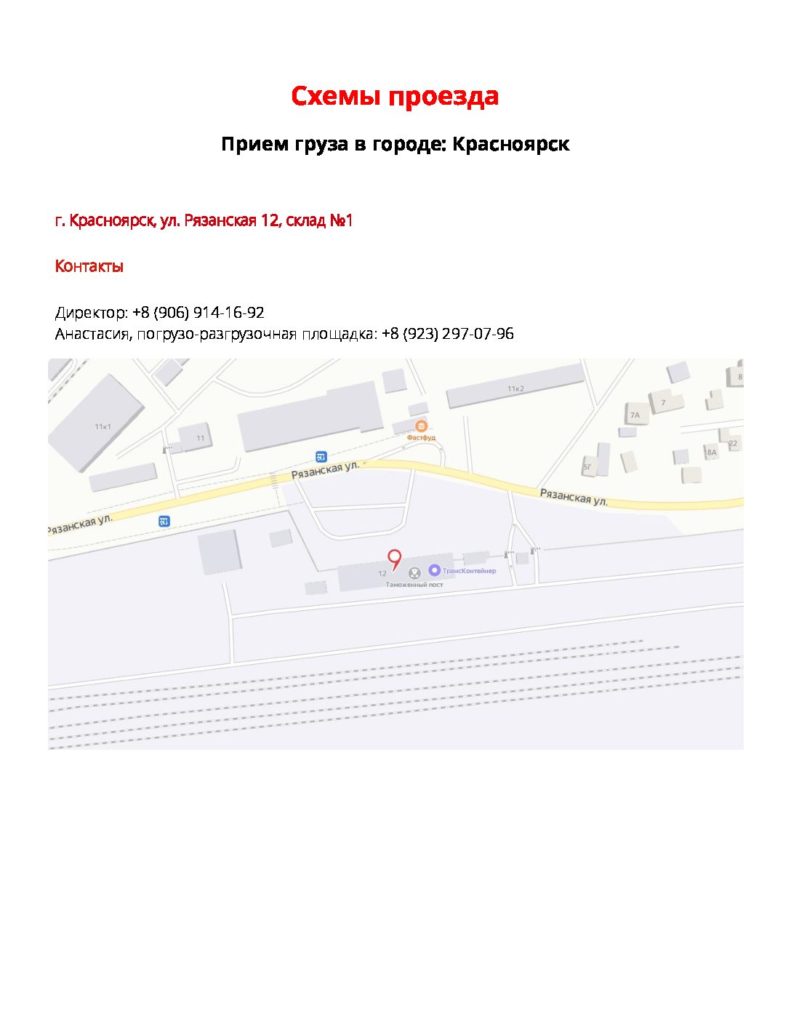 Схемы проезда
Прием груза в городе: Красноярск
г. Красноярск, ул. Рязанская 12, склад №1
Контакты
Директор: +8 (906) 914-16-92
Анастасия, погрузо-разгрузочная площадка: +8 (923) 297-07-96
11к2
8
7
7А
11к1
11
Фастфуд
22
8А
5Г
Рязанская ул.
Рязанская ул.
Рязанская ул.
12
ТрансКонтейнер
Таможенный пост